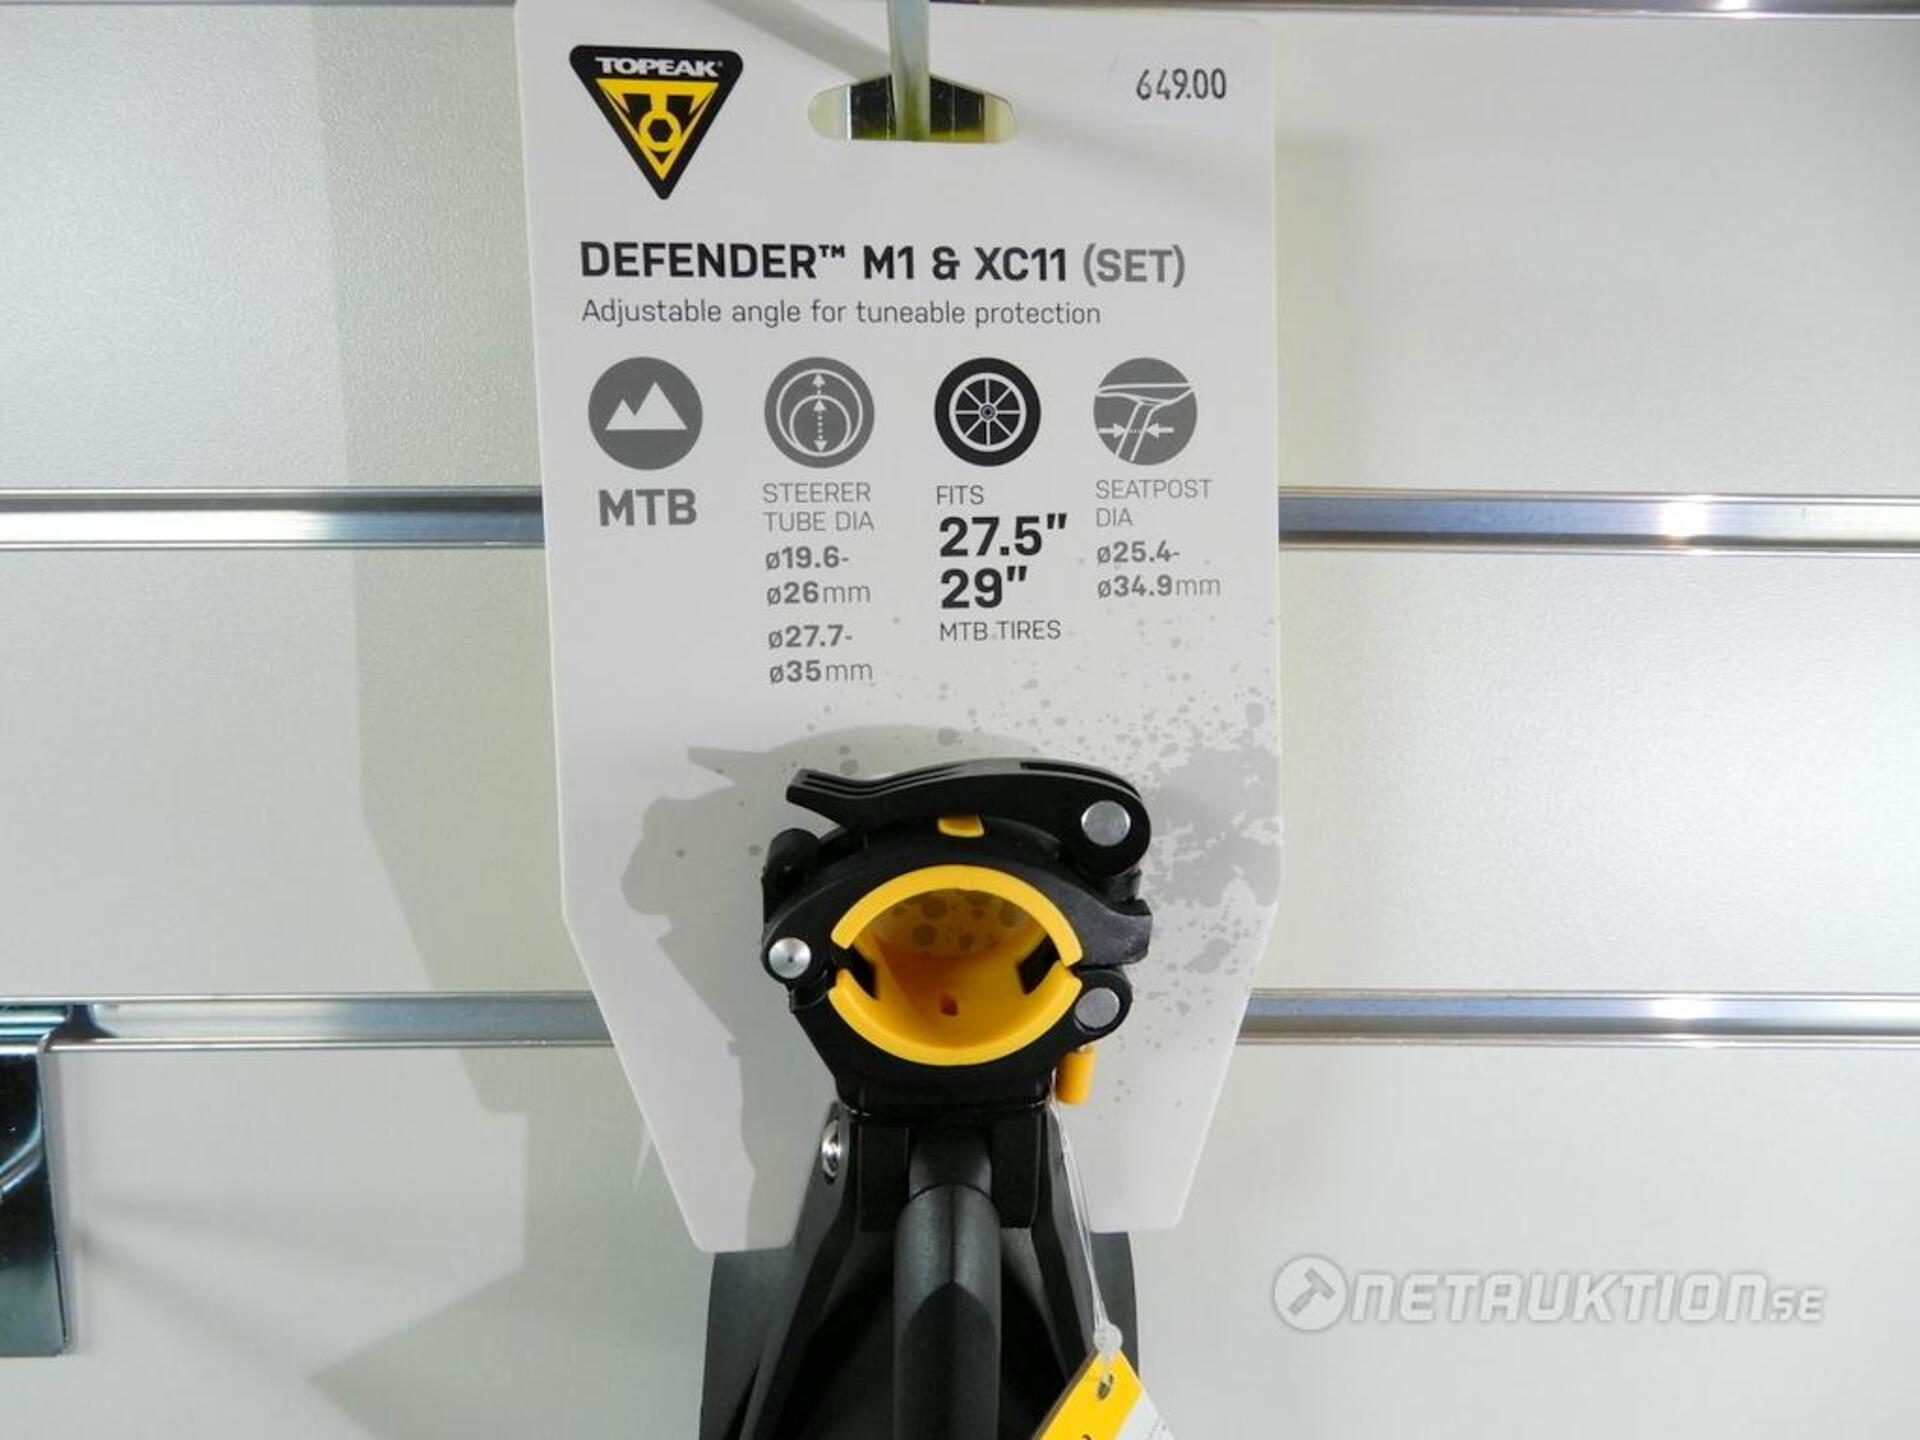 TOPEAK
649.00
DEFENDER™ M1 & XC11 (SET)
Adjustable angle for tuneable protection
MTB
STEERER
TUBE DIA
ø19.6-
ø26mm
ø27.7-
ø35mm
FITS
27.5"
29"
MTB TIRES
SEATPOST
DIA
ø25.4-
ø34.9mm
NETAUKTION.SE